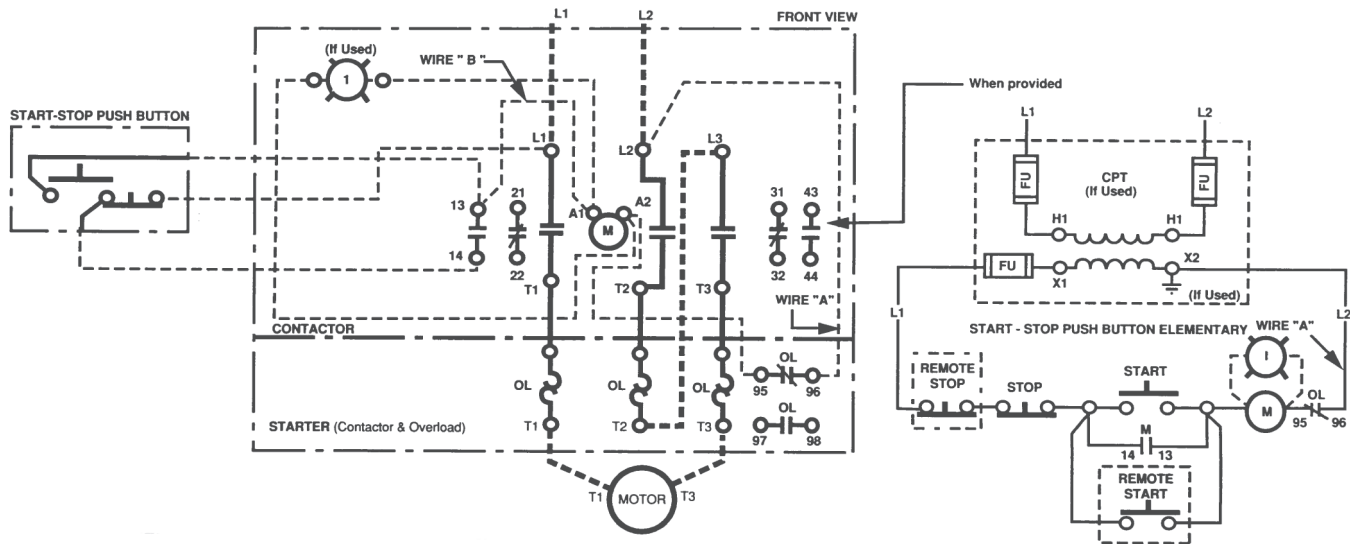 L1
L2
FRONT VIEW
(If Used)
1
WIRE " B "
When provided
START-STOP PUSH BUTTON
L1
L2
L3
L1
L2
CPT
(If Used)
FU
FU
13
21
A1
A2
M
31
43
H1
H1
14
22
32
44
FU
X1
X2
(If Used)
T1
T2
T3
WIRE "A"
CONTACTOR
L1
L2
START - STOP PUSH BUTTON ELEMENTARY
WIRE "A"
I
OL
OL
OL
OL
95
96
REMOTE
STOP
STOP
START
M
OL
95
96
STARTER (Contactor & Overload)
T1
T2
T3
OL
97
98
M
14
13
T1
MOTOR
T3
REMOTE
START